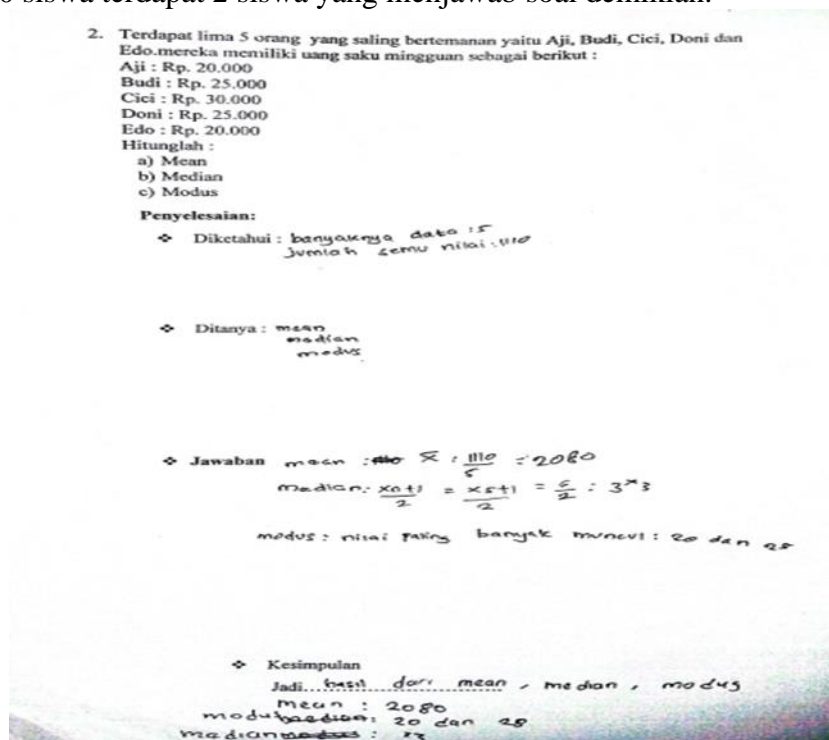 siswa terdapat 2 siswa yang menjawab soal demikian.
2. Terdapat lima 5 orang yang saling bertemanan yaitu Aji, Budi, Cici, Doni dan
Edo.mereka memiliki uang saku mingguan sebagai berikut :
Aji : Rp. 20.000
Budi : Rp. 25.000
Cici : Rp. 30.000
Doni : Rp. 25.000
Edo : Rp. 20.000
Hitunglah :
a) Mean
b) Median
c) Modus
Penyelesaian:
❖ Diketahui : banyaknya data : 5
jumlah semu nilai : 1110
❖ Ditanya : mean
median
modus
❖ Jawaban mean : x̄ : 1110/5 = 2080
median : xn+1/2 = x5+1/2 = 6/2 : 3 x3
modus : nilai paling banyak muncul : 20 dan 25
❖ Kesimpulan
Jadi hasil dari mean, median, modus
mean : 2080
modus : 20 dan 25
median :